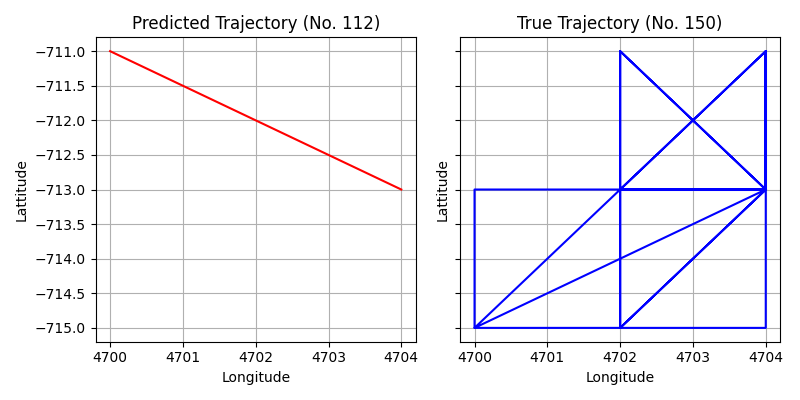 Predicted Trajectory (No. 112)
True Trajectory (No. 150)
−711.0
−711.5
−712.0
−712.5
−713.0
−713.5
−714.0
−714.5
−715.0
Lattitude
Lattitude
4700 4701 4702 4703 4704
4700 4701 4702 4703 4704
Longitude
Longitude